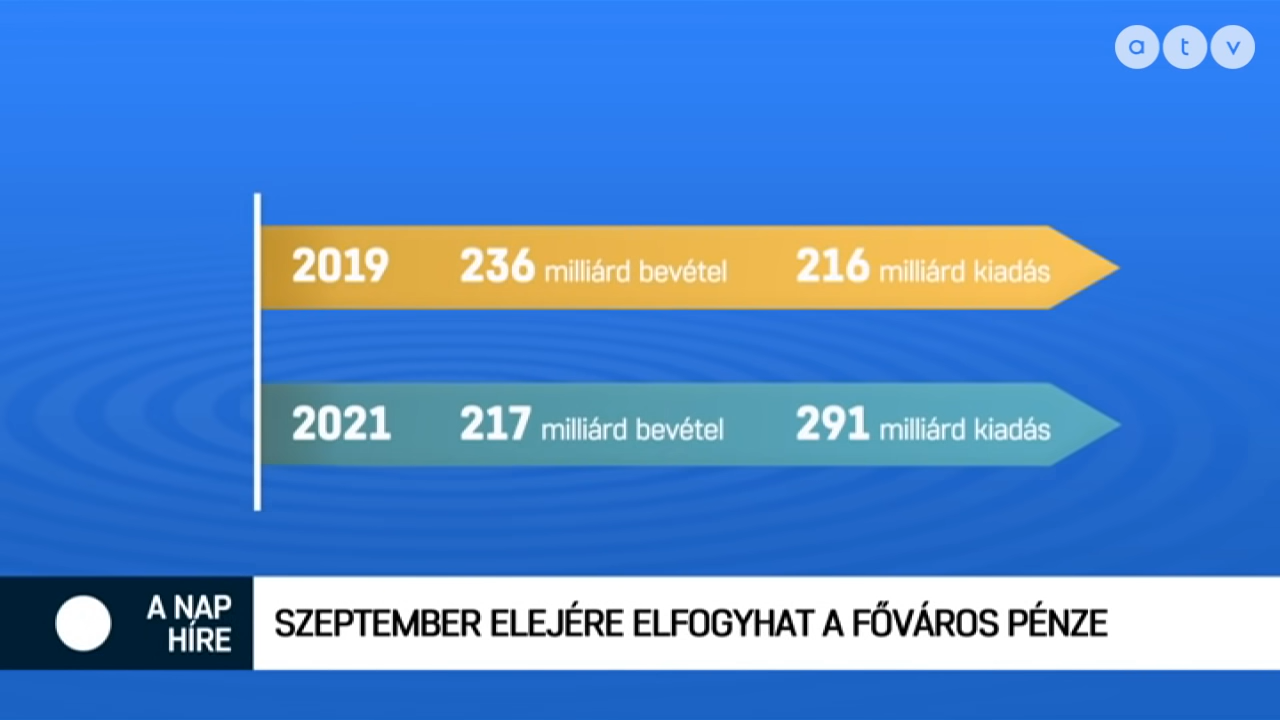 atv
2019 236 milliárd bevétel 216 milliárd kiadás
2021 217 milliárd bevétel 291 milliárd kiadás
A NAP
HÍRE
SZEPTEMBER ELEJÉRE ELFOGYHAT A FŐVÁROS PÉNZE